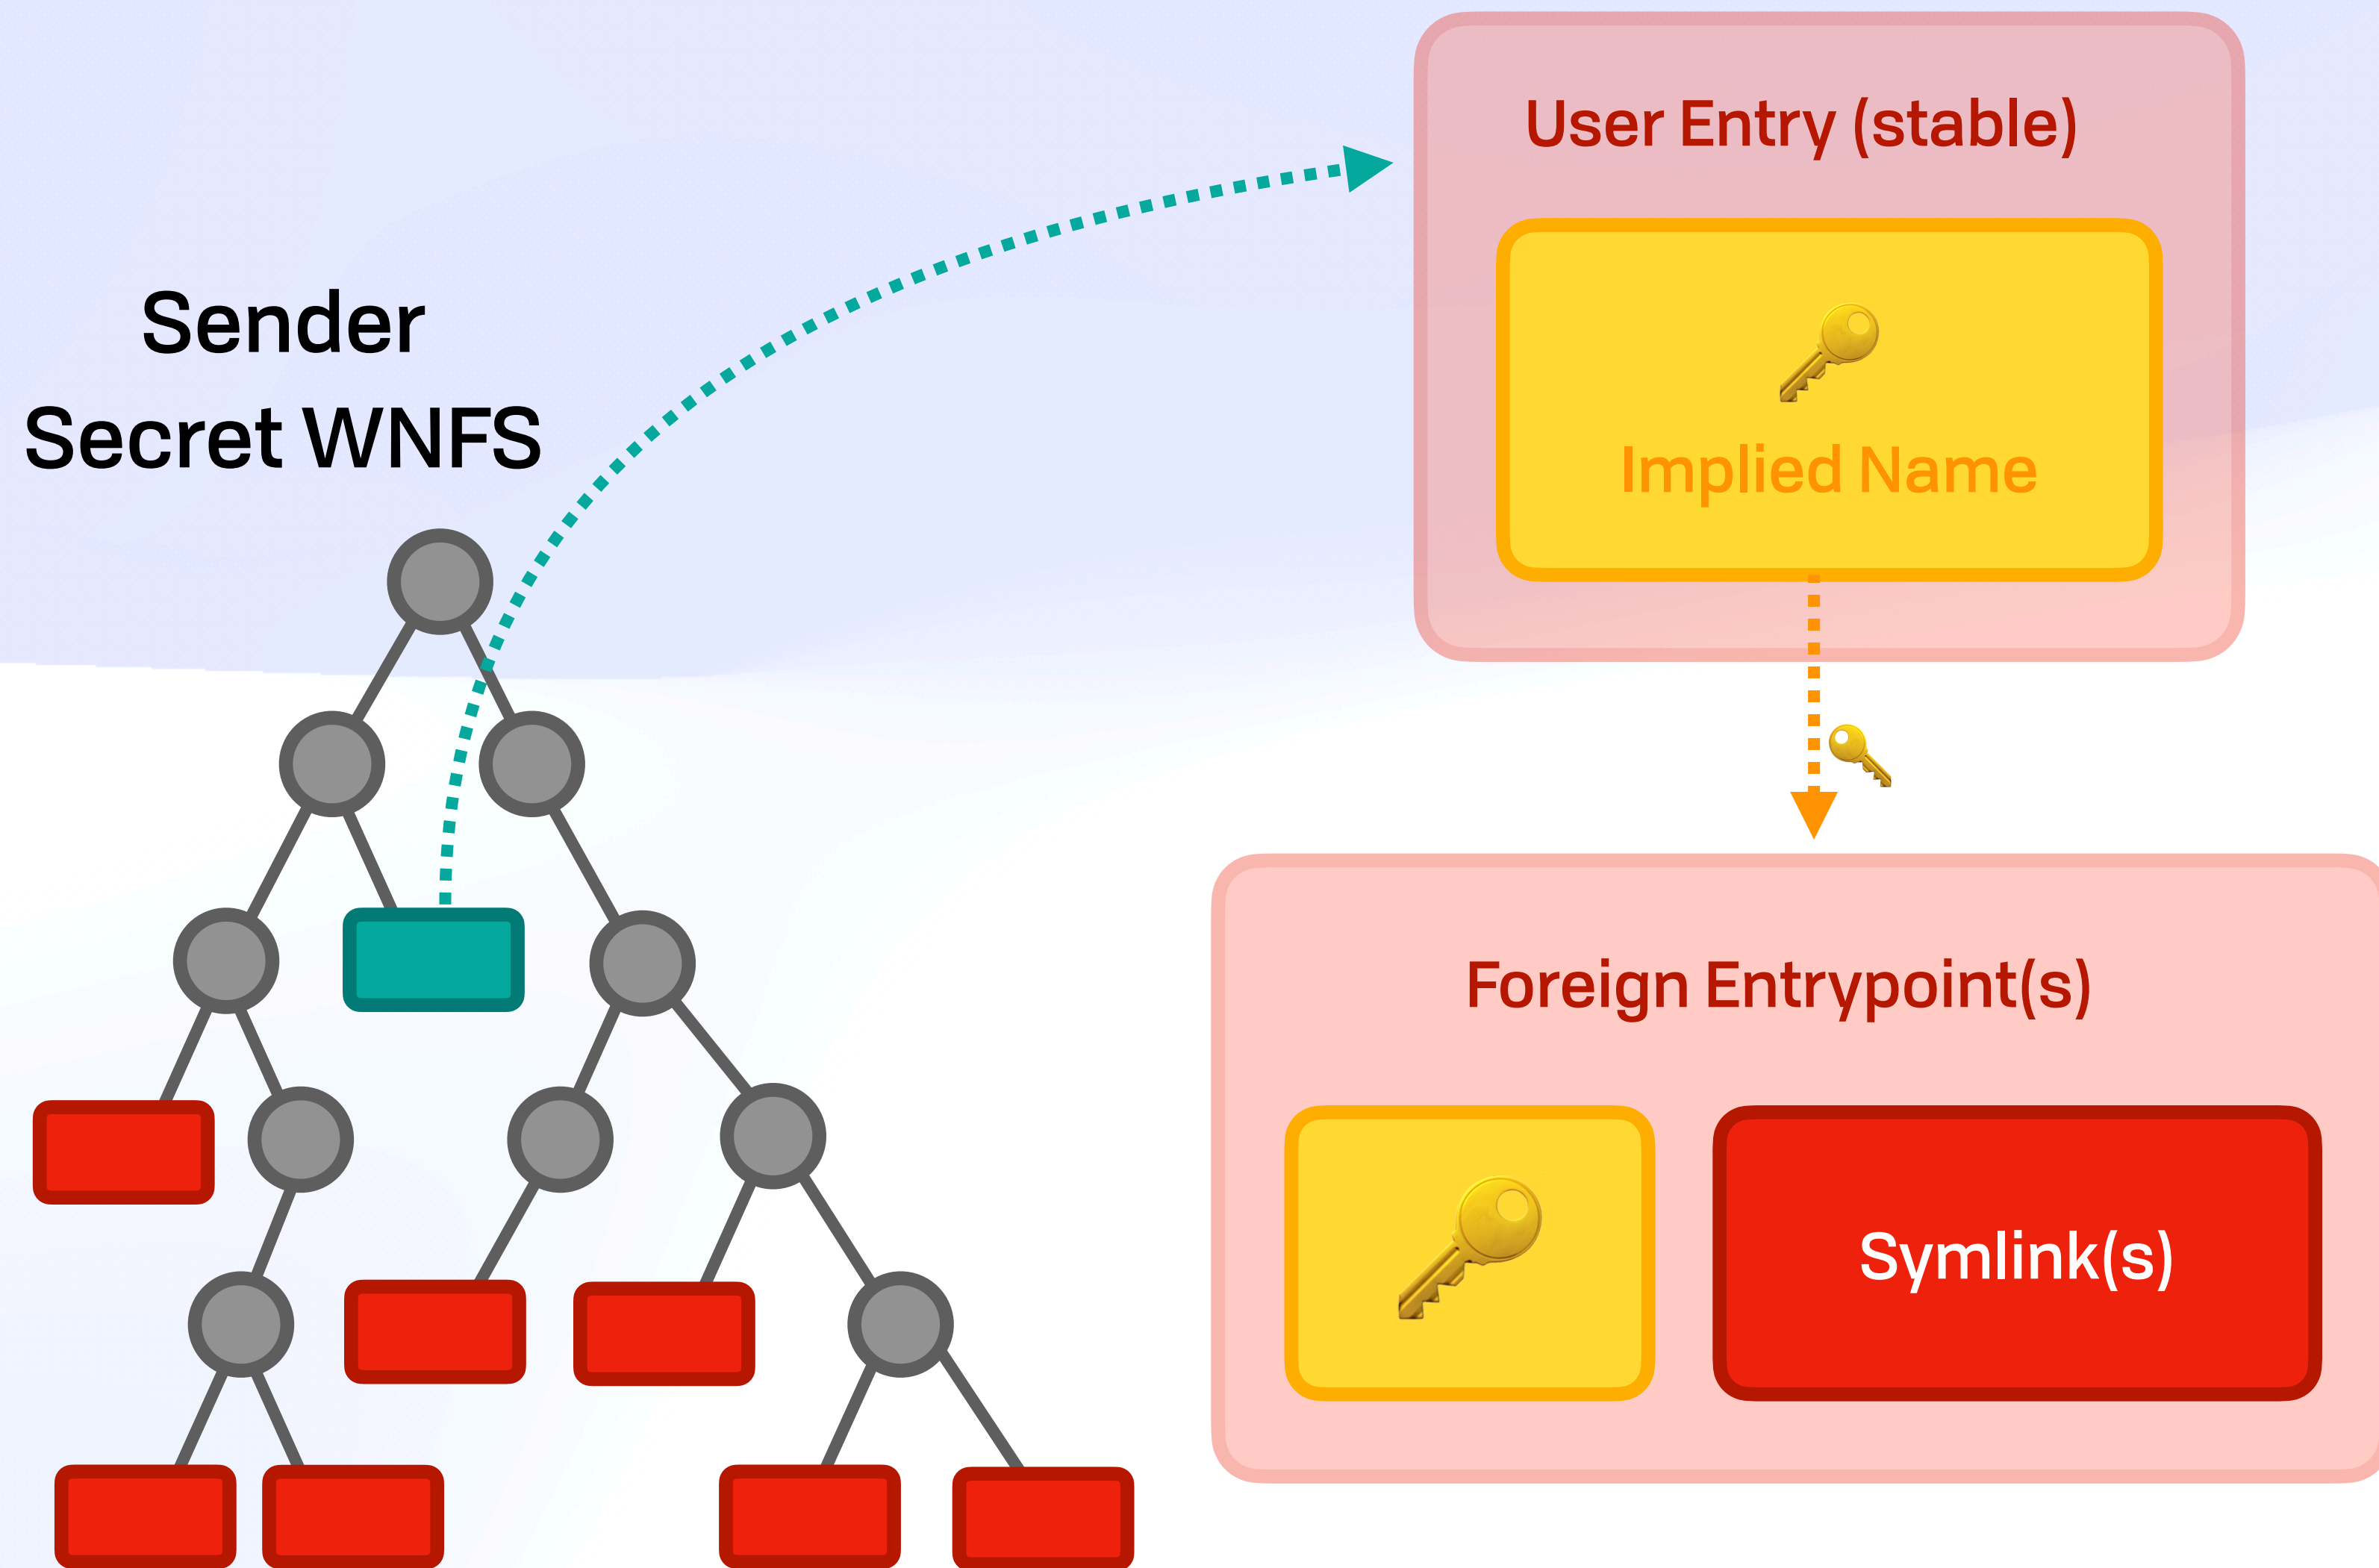 Sender
Secret WNFS
User Entry (stable)
Implied Name
Foreign Entrypoint(s)
Symlink(s)